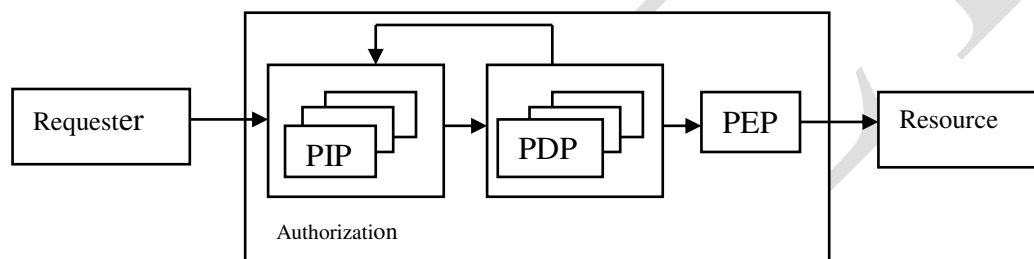 Requester
PIP
PDP
PEP
Resource
Authorization